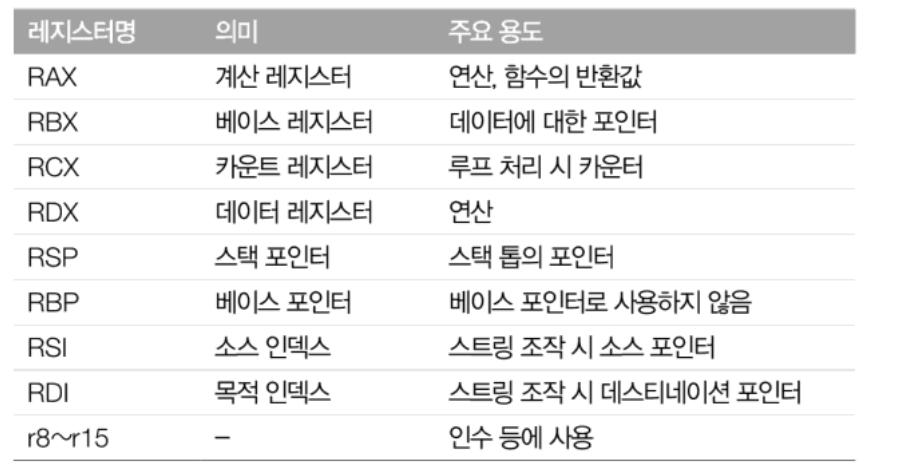 레지스터명 의미 주요 용도
RAX 계산 레지스터 연산, 함수의 반환값
RBX 베이스 레지스터 데이터에 대한 포인터
RCX 카운트 레지스터 루프 처리 시 카운터
RDX 데이터 레지스터 연산
RSP 스택 포인터 스택 톱의 포인터
RBP 베이스 포인터 베이스 포인터로 사용하지 않음
RSI 소스 인덱스 스트링 조작 시 소스 포인터
RDI 목적 인덱스 스트링 조작 시 데스티네이션 포인터
r8~r15 – 인수 등에 사용